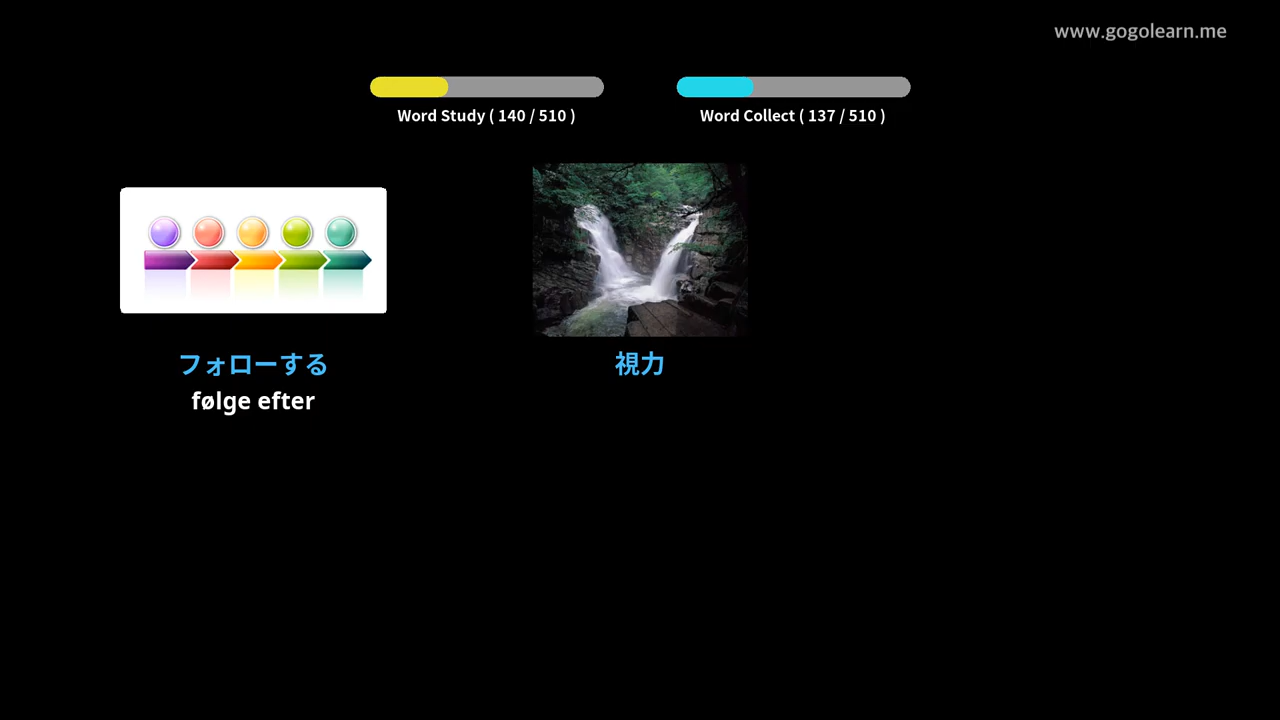 www.gogolearn.me
Word Study ( 140 / 510 )
Word Collect ( 137 / 510 )
フォローする
følge efter
視力